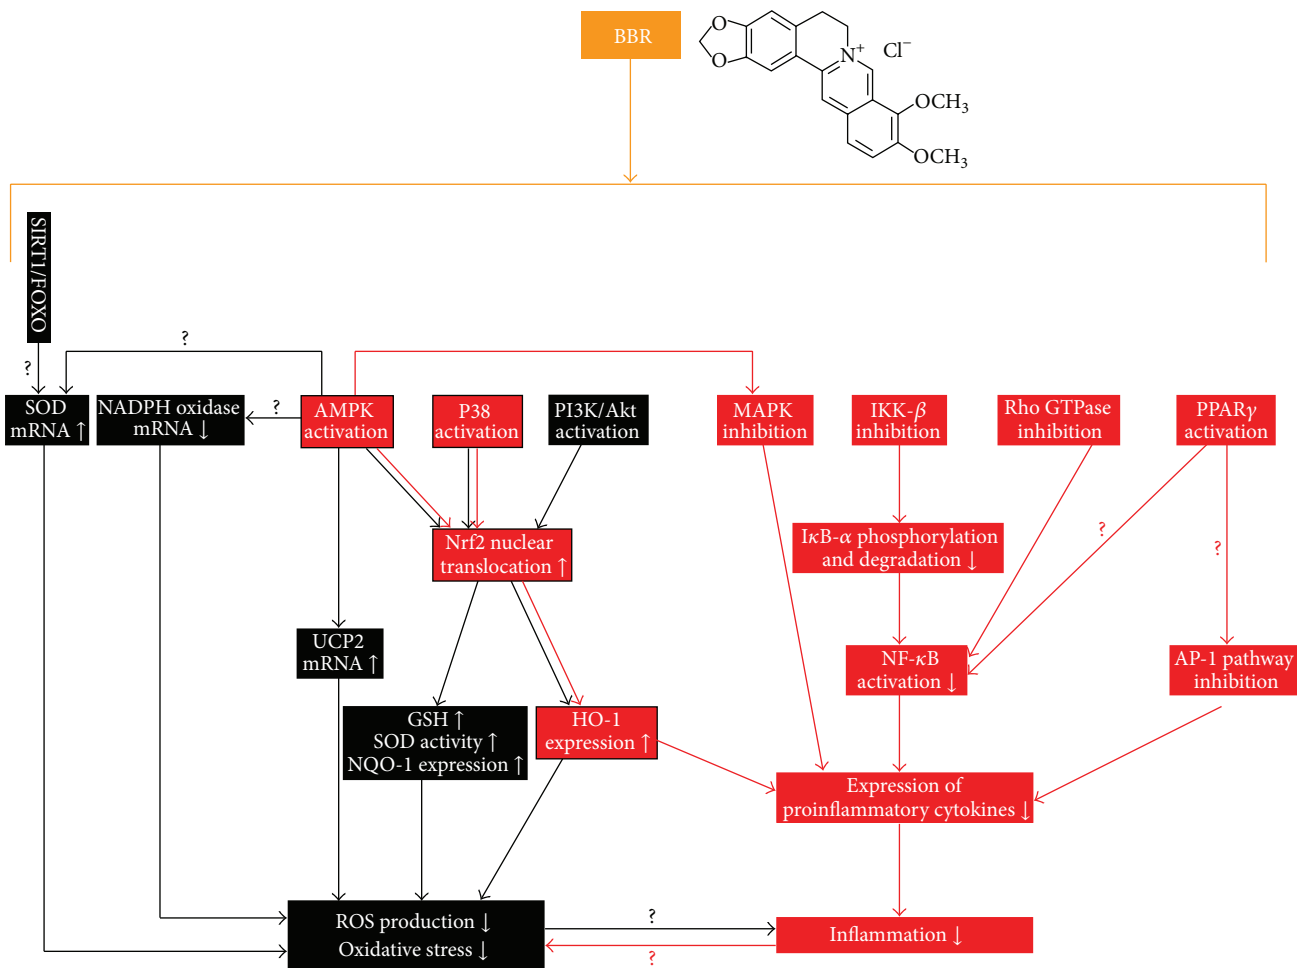 BBR
O
O
N+
Cl−
OCH3
OCH3
SIRT1/FOXO
?
?
?
SOD
mRNA ↑
NADPH oxidase
mRNA ↓
AMPK
activation
P38
activation
PI3K/Akt
activation
MAPK
inhibition
IKK-β
inhibition
Rho GTPase
inhibition
PPARγ
activation
Nrf2 nuclear
translocation ↑
IκB-α phosphorylation
and degradation ↓
?
?
UCP2
mRNA ↑
NF-κB
activation ↓
AP-1 pathway
inhibition
GSH ↑
SOD activity ↑
NQO-1 expression ↑
HO-1
expression ↑
Expression of
proinflammatory cytokines ↓
ROS production ↓
Oxidative stress ↓
?
?
Inflammation ↓